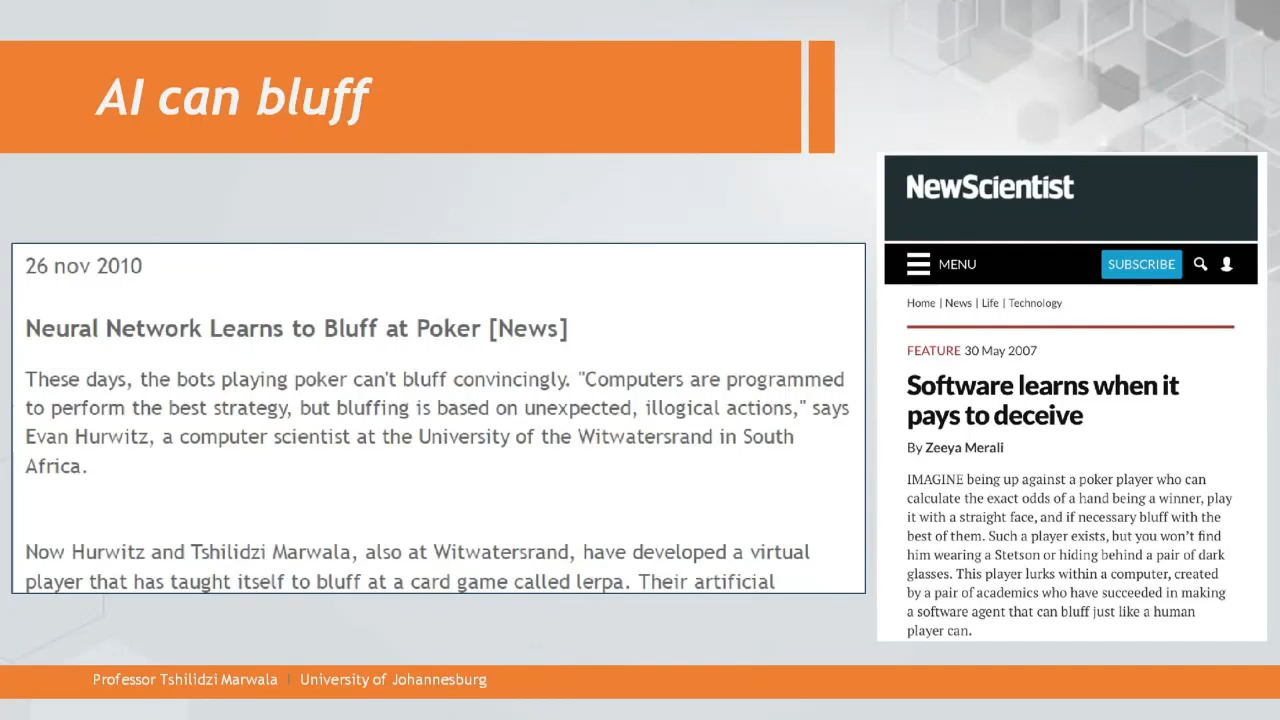 AI can bluff
26 nov 2010
Neural Network Learns to Bluff at Poker [News]
These days, the bots playing poker can't bluff convincingly. "Computers are programmed
to perform the best strategy, but bluffing is based on unexpected, illogical actions," says
Evan Hurwitz, a computer scientist at the University of the Witwatersrand in South
Africa.
Now Hurwitz and Tshilidzi Marwala, also at Witwatersrand, have developed a virtual
player that has taught itself to bluff at a card game called lerpa. Their artificial
NewScientist
MENU
SUBSCRIBE
Home | News | Life | Technology
FEATURE 30 May 2007
Software learns when it
pays to deceive
By Zeeya Merali
IMAGINE being up against a poker player who can
calculate the exact odds of a hand being a winner, play
it with a straight face, and if necessary bluff with the
best of them. Such a player exists, but you won't find
him wearing a Stetson or hiding behind a pair of dark
glasses. This player lurks within a computer, created
by a pair of academics who have succeeded in making
a software agent that can bluff just like a human
player can.
Professor Tshilidzi Marwala | University of Johannesburg